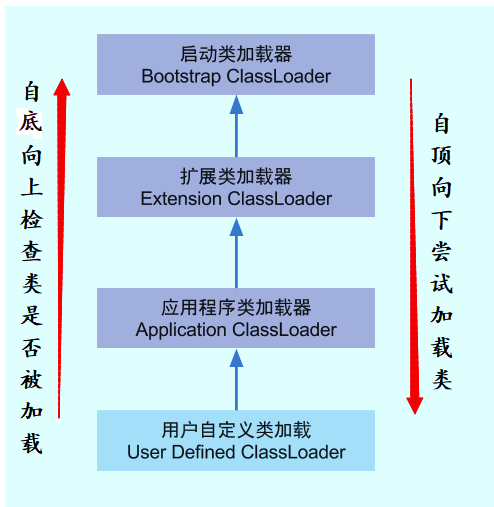 启动类加载器
Bootstrap ClassLoader
扩展类加载器
Extension ClassLoader
应用程序类加载器
Application ClassLoader
用户自定义类加载
User Defined ClassLoader
自底向上检查类是否被加载
自顶向下尝试加载类